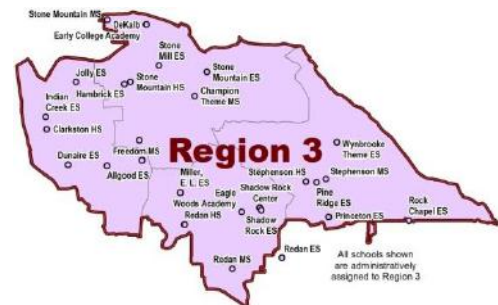 Stone Mountain MS
DeKalb
Early College Academy
Stone
Mill ES
Stone
Mountain ES
Jolly ES
Hambrick ES
Stone
Mountain HS
Champion
Theme MS
Indian
Creek ES
Clarkston HS
Wynbrooke
Theme ES
Freedom MS
Region 3
Dunaire ES
Allgood ES
Miller,
E. L. ES
Stephenson HS
Stephenson MS
Eagle
Woods Academy
Shadow Rock
Center
Pine
Ridge ES
Rock
Chapel ES
Redan HS
Shadow
Rock ES
Princeton ES
Redan MS
Redan ES
All schools shown
are administratively
assigned to Region 3